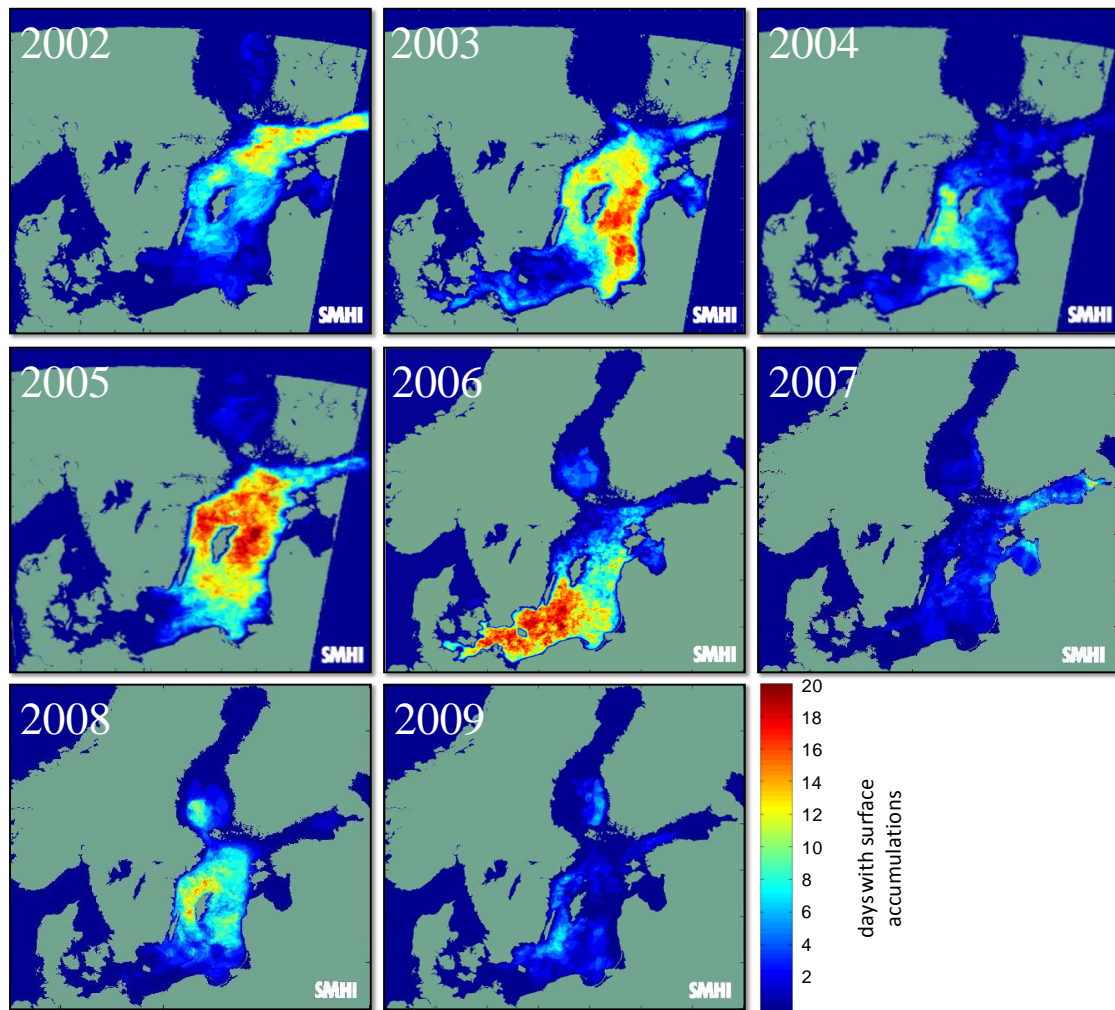 2002
2003
2004
SMHI
SMHI
SMHI
2005
2006
2007
SMHI
SMHI
SMHI
2008
2009
SMHI
SMHI
20
18
16
14
12
10
8
6
4
2
days with surface
accumulations